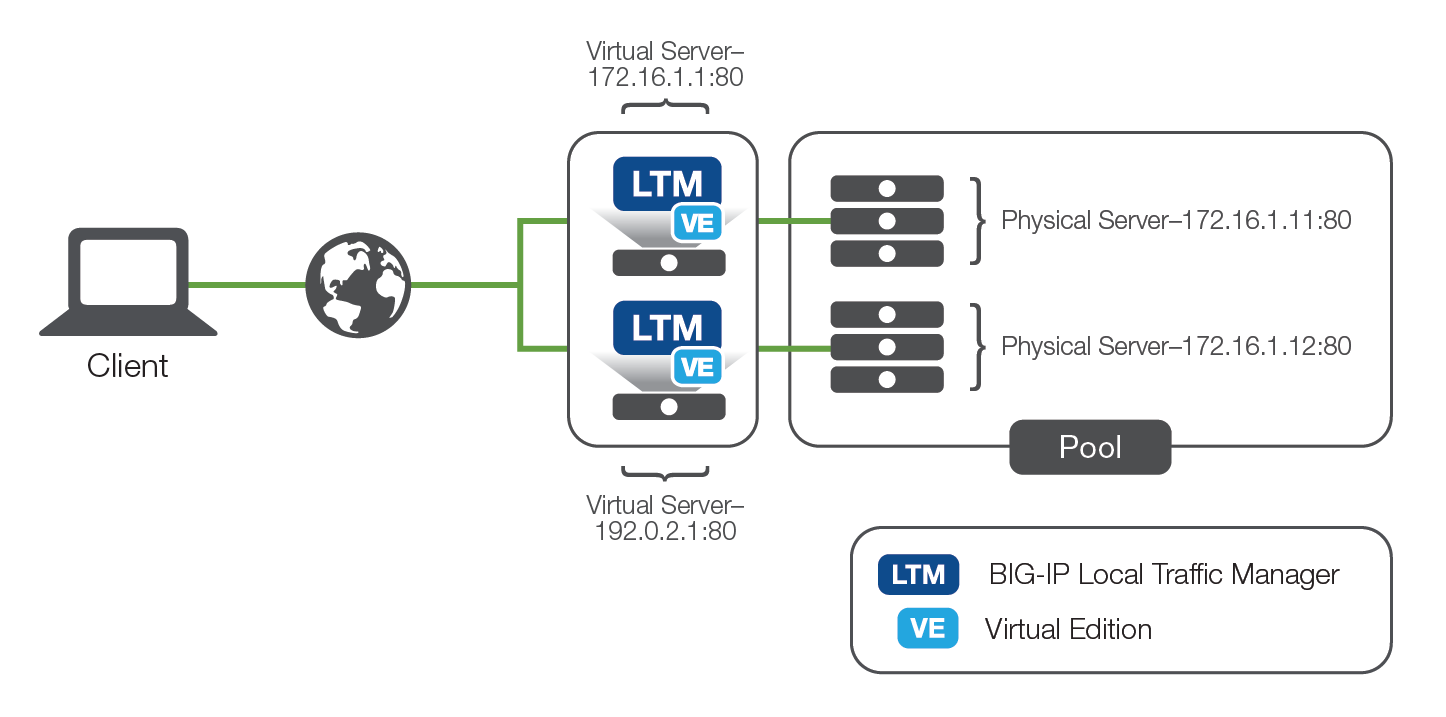 Virtual Server–
172.16.1.1:80
LTM
VE
Physical Server–172.16.1.11:80
LTM
VE
Physical Server–172.16.1.12:80
Client
Pool
Virtual Server–
192.0.2.1:80
LTM BIG-IP Local Traffic Manager
VE Virtual Edition